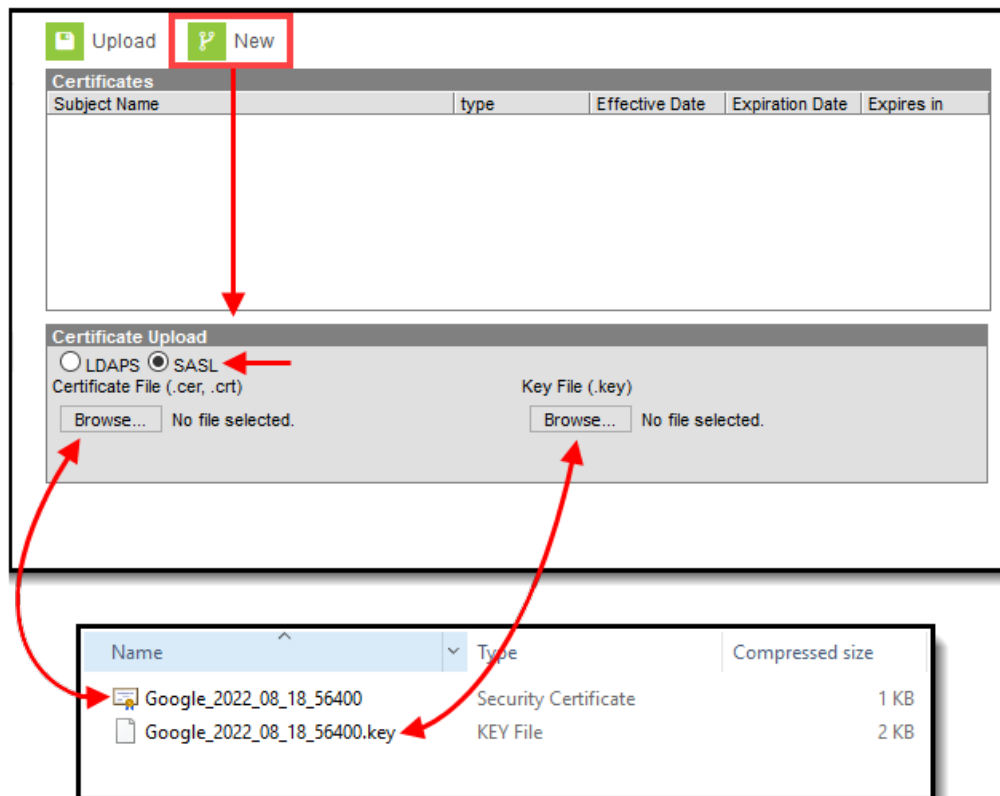 Upload New
Certificates
Subject Name type Effective Date Expiration Date Expires in
Certificate Upload
LDAPS SASL
Certificate File (.cer, .crt) Key File (.key)
Browse... No file selected. Browse... No file selected.
Name Type Compressed size
Google_2022_08_18_56400 Security Certificate 1 KB
Google_2022_08_18_56400.key KEY File 2 KB